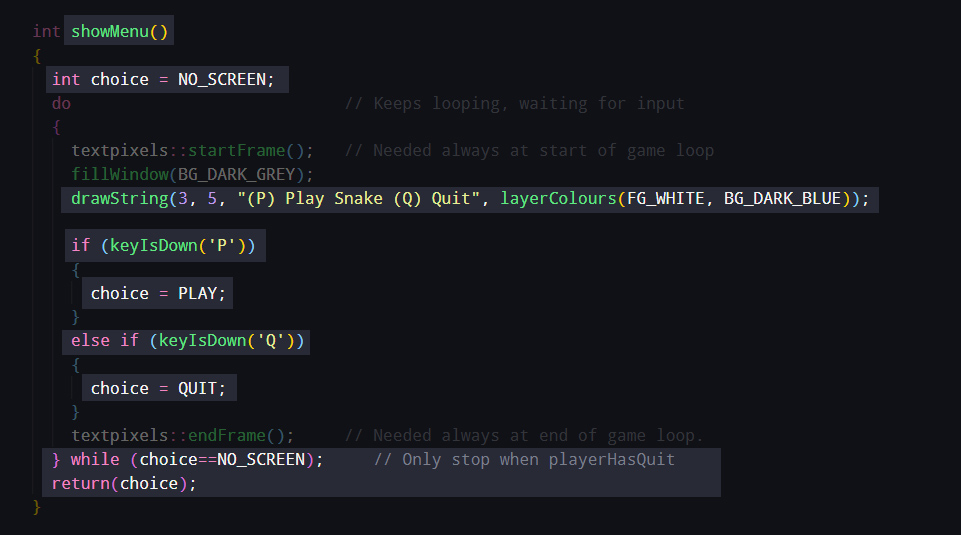 int showMenu()
{
int choice = NO_SCREEN;
do // Keeps looping, waiting for input
{
textpixels::startFrame(); // Needed always at start of game loop
fillWindow(BG_DARK_GREY);
drawString(3, 5, "(P) Play Snake (Q) Quit", layerColours(FG_WHITE, BG_DARK_BLUE));
if (keyIsDown('P'))
{
choice = PLAY;
}
else if (keyIsDown('Q'))
{
choice = QUIT;
}
textpixels::endFrame(); // Needed always at end of game loop.
} while (choice==NO_SCREEN); // Only stop when playerHasQuit
return(choice);
}